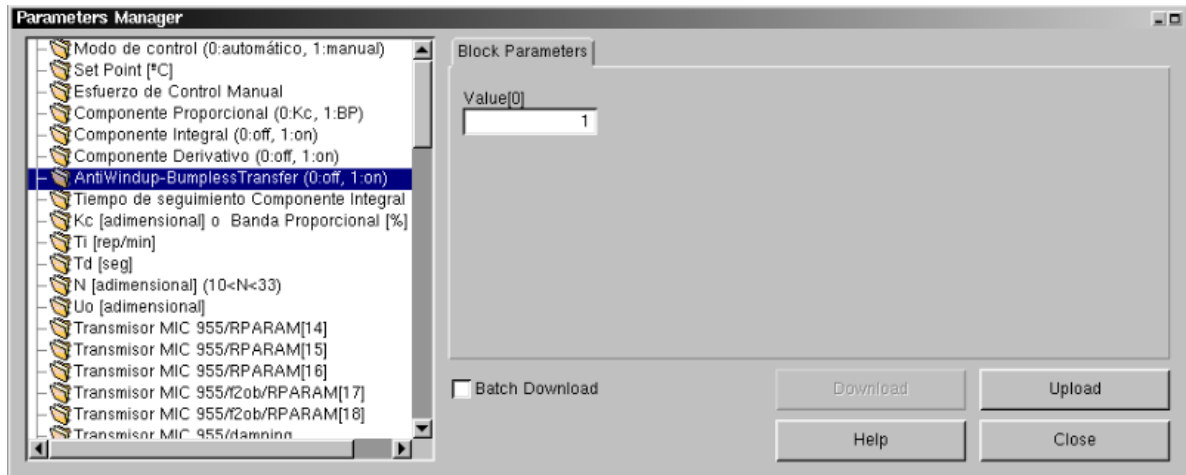 Parameters Manager
Modo de control (0:automático, 1:manual)
Set Point [ºC]
Esfuerzo de Control Manual
Componente Proporcional (0:Kc, 1:BP)
Componente Integral (0:off, 1:on)
Componente Derivativo (0:off, 1:on)
AntiWindup-BumplessTransfer (0:off, 1:on)
Tiempo de seguimiento Componente Integral
Kc [adimensional] o Banda Proporcional [%]
Ti [rep/min]
Td [seg]
N [adimensional] (10<N<33)
Uo [adimensional]
Transmisor MIC 955/RPARAM[14]
Transmisor MIC 955/RPARAM[15]
Transmisor MIC 955/RPARAM[16]
Transmisor MIC 955/f2ob/RPARAM[17]
Transmisor MIC 955/f2ob/RPARAM[18]
Transmisor MIC 955/damping
Block Parameters
Value[0]
1
Batch Download
Download
Upload
Help
Close